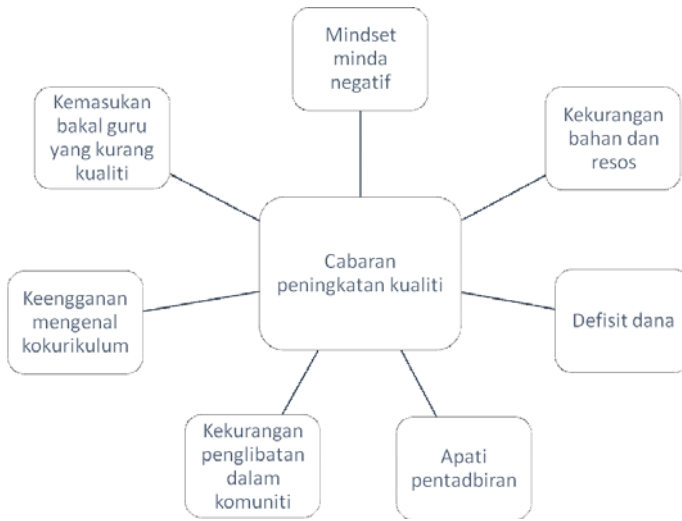 Mindset
minda
negatif
Kemasukan
bakal guru
yang kurang
kualiti
Kekurangan
bahan dan
resos
Cabaran
peningkatan kualiti
Keengganan
mengenal
kokurikulum
Defisit dana
Kekurangan
penglibatan
dalam
komuniti
Apati
pentadbiran